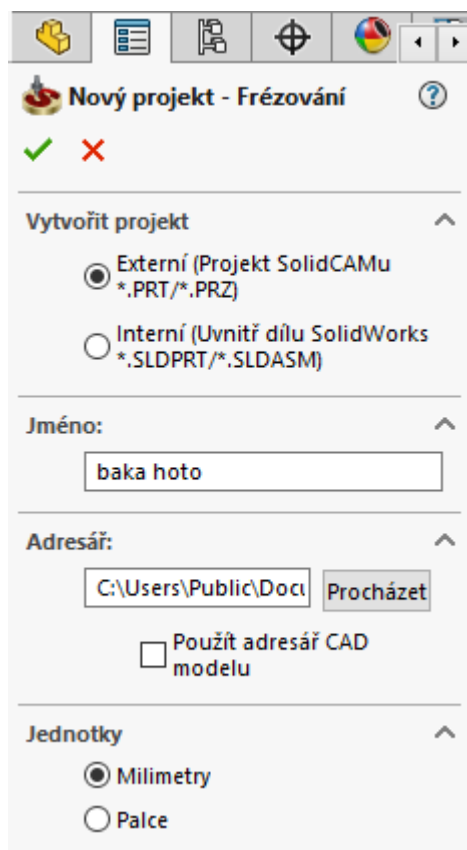 Nový projekt - Frézování
Vytvořit projekt
Externí (Projekt SolidCAMu
*.PRT/*.PRZ)
Interní (Uvnitř dílu SolidWorks
*.SLDPRT/*.SLDASM)
Jméno:
baka hoto
Adresář:
C:\Users\Public\Docu
Procházet
Použít adresář CAD
modelu
Jednotky
Milimetry
Palce